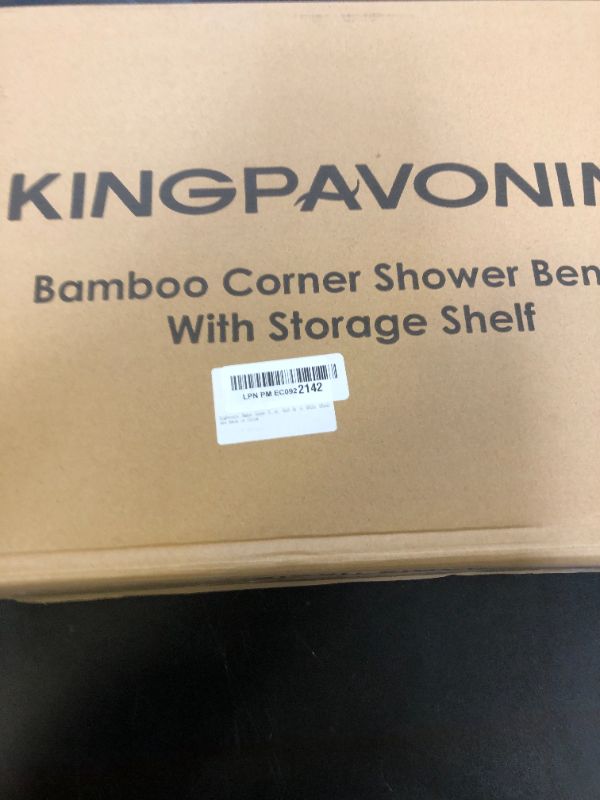 KINGPAVONIN
Bamboo Corner Shower Ben
With Storage Shelf
LPN PM EC0922142